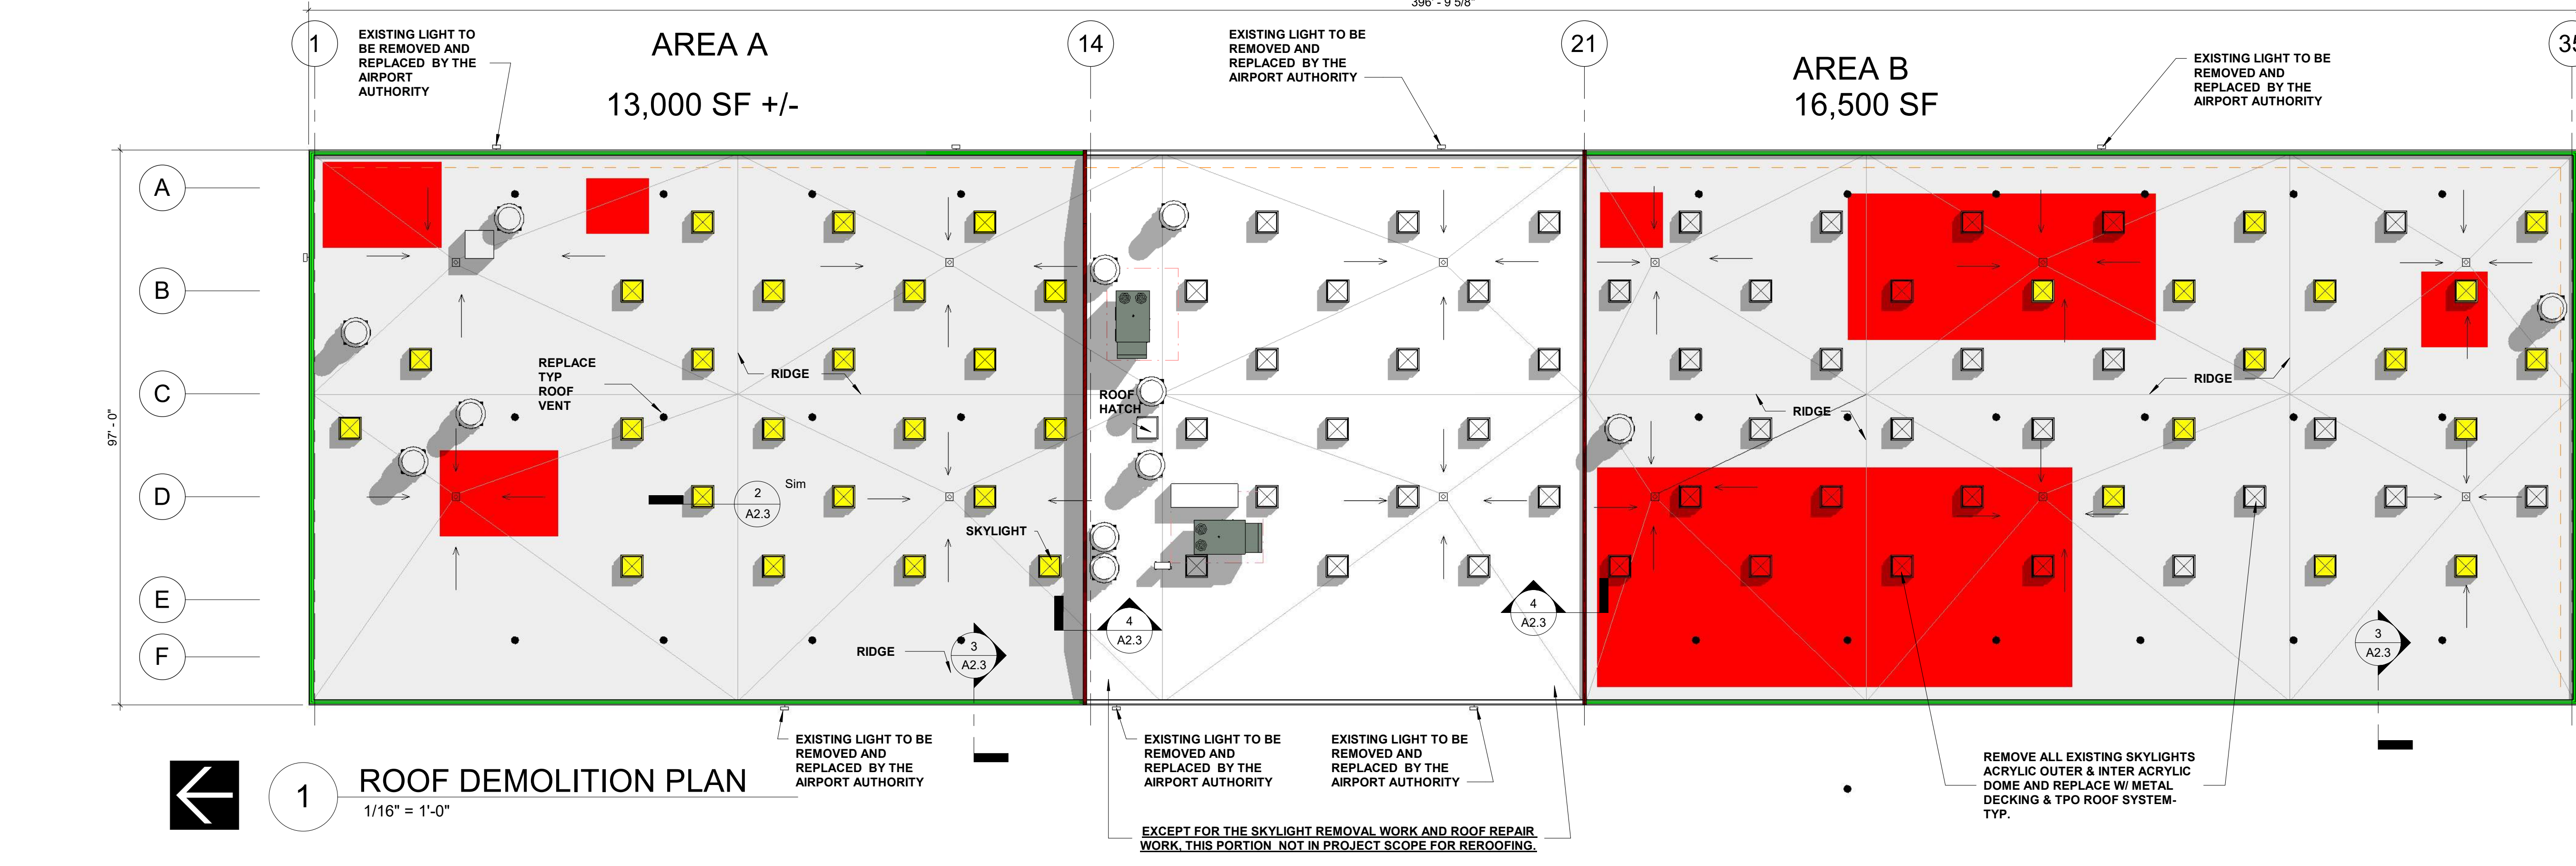 396' - 9 5/8"
1
EXISTING LIGHT TO
BE REMOVED AND
REPLACED BY THE
AIRPORT
AUTHORITY
AREA A
13,000 SF +/-
14
EXISTING LIGHT TO BE
REMOVED AND
REPLACED BY THE
AIRPORT AUTHORITY
21
AREA B
16,500 SF
EXISTING LIGHT TO BE
REMOVED AND
REPLACED BY THE
AIRPORT AUTHORITY
35
97' - 0"
A
B
C
D
E
F
REPLACE
TYP
ROOF
VENT
RIDGE
ROOF
HATCH
RIDGE
RIDGE
2
A2.3
Sim
SKYLIGHT
RIDGE
3
A2.3
4
A2.3
4
A2.3
3
A2.3
EXISTING LIGHT TO BE
REMOVED AND
REPLACED BY THE
AIRPORT AUTHORITY
EXISTING LIGHT TO BE
REMOVED AND
REPLACED BY THE
AIRPORT AUTHORITY
EXISTING LIGHT TO BE
REMOVED AND
REPLACED BY THE
AIRPORT AUTHORITY
REMOVE ALL EXISTING SKYLIGHTS
ACRYLIC OUTER & INTER ACRYLIC
DOME AND REPLACE W/ METAL
DECKING & TPO ROOF SYSTEM-
TYP.
1
ROOF DEMOLITION PLAN
1/16" = 1'-0"
EXCEPT FOR THE SKYLIGHT REMOVAL WORK AND ROOF REPAIR
WORK, THIS PORTION NOT IN PROJECT SCOPE FOR REROOFING.